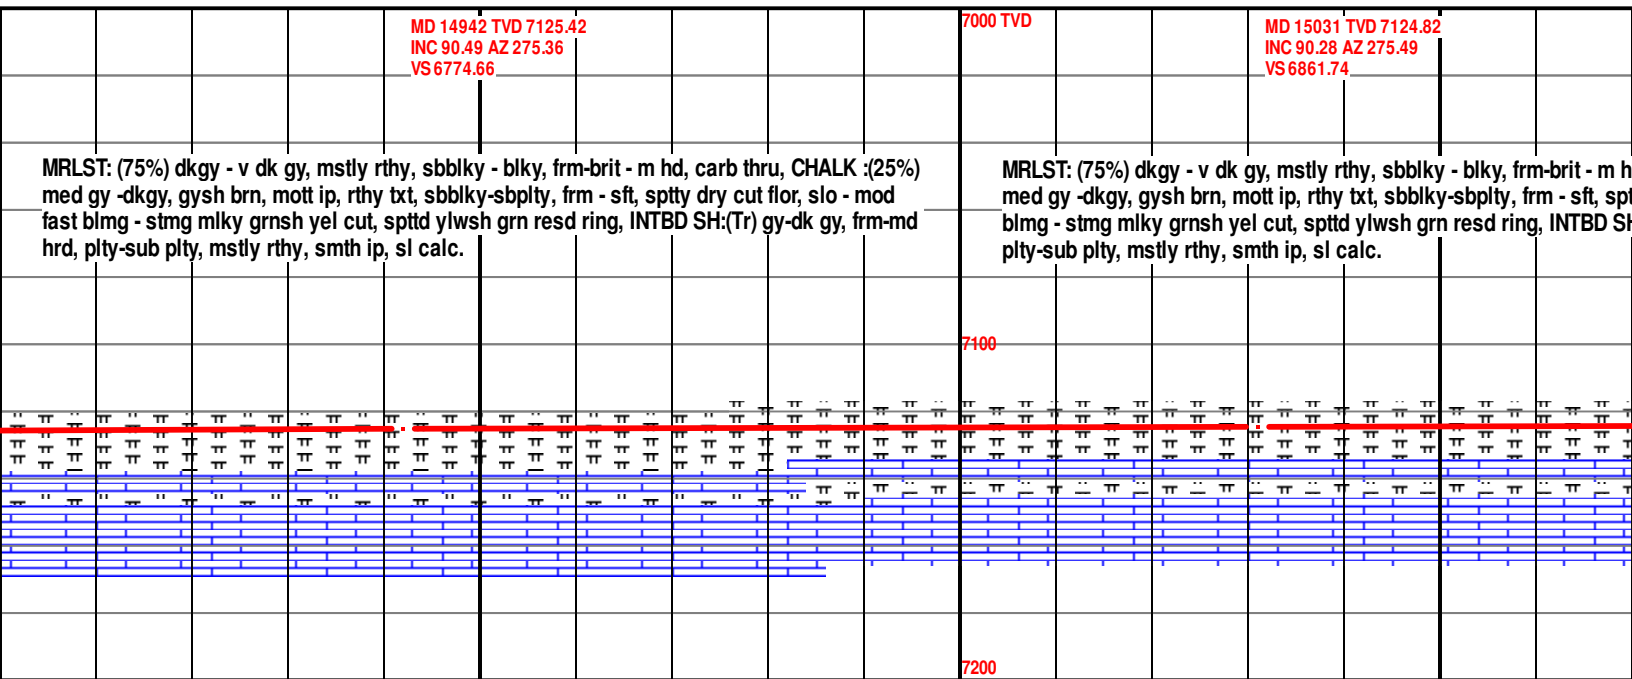 MD 14942 TVD 7125.42
INC 90.49 AZ 275.36
VS 6774.66
7000 TVD
MD 15031 TVD 7124.82
INC 90.28 AZ 275.49
VS 6861.74
MRLST: (75%) dkgy - v dk gy, mstly rthy, sbblky - blky, frm-brit - m hd, carb thru, CHALK :(25%)
med gy -dkgy, gysh brn, mott ip, rthy txt, sbblky-sbplty, frm - sft, sptty dry cut flor, slo - mod
fast blmg - stmg mlky grnsh yel cut, spttd ylwsh grn resd ring, INTBD SH:(Tr) gy-dk gy, frm-md
hrd, plty-sub plty, mstly rthy, smth ip, sl calc.
MRLST: (75%) dkgy - v dk gy, mstly rthy, sbblky - blky, frm-brit - m h
med gy -dkgy, gysh brn, mott ip, rthy txt, sbblky-sbplty, frm - sft, spt
blmg - stmg mlky grnsh yel cut, spttd ylwsh grn resd ring, INTBD SH
plty-sub plty, mstly rthy, smth ip, sl calc.
7100
7200